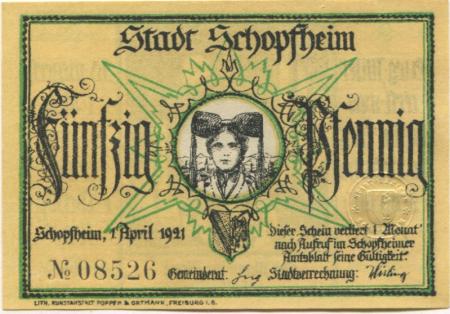 Stadt Schopfheim
Fünfzig Pfennig
Schopfheim, 1. April 1921
Dieser Schein verliert 1 Monat
nach Aufruf im Schopfheimer
Amtsblatt seine Gültigkeit.
№ 08526
Gemeinderat: Stadtverrechnung:
LITH. KUNSTANSTALT POPPEN & ORTMANN, FREIBURG I. B.